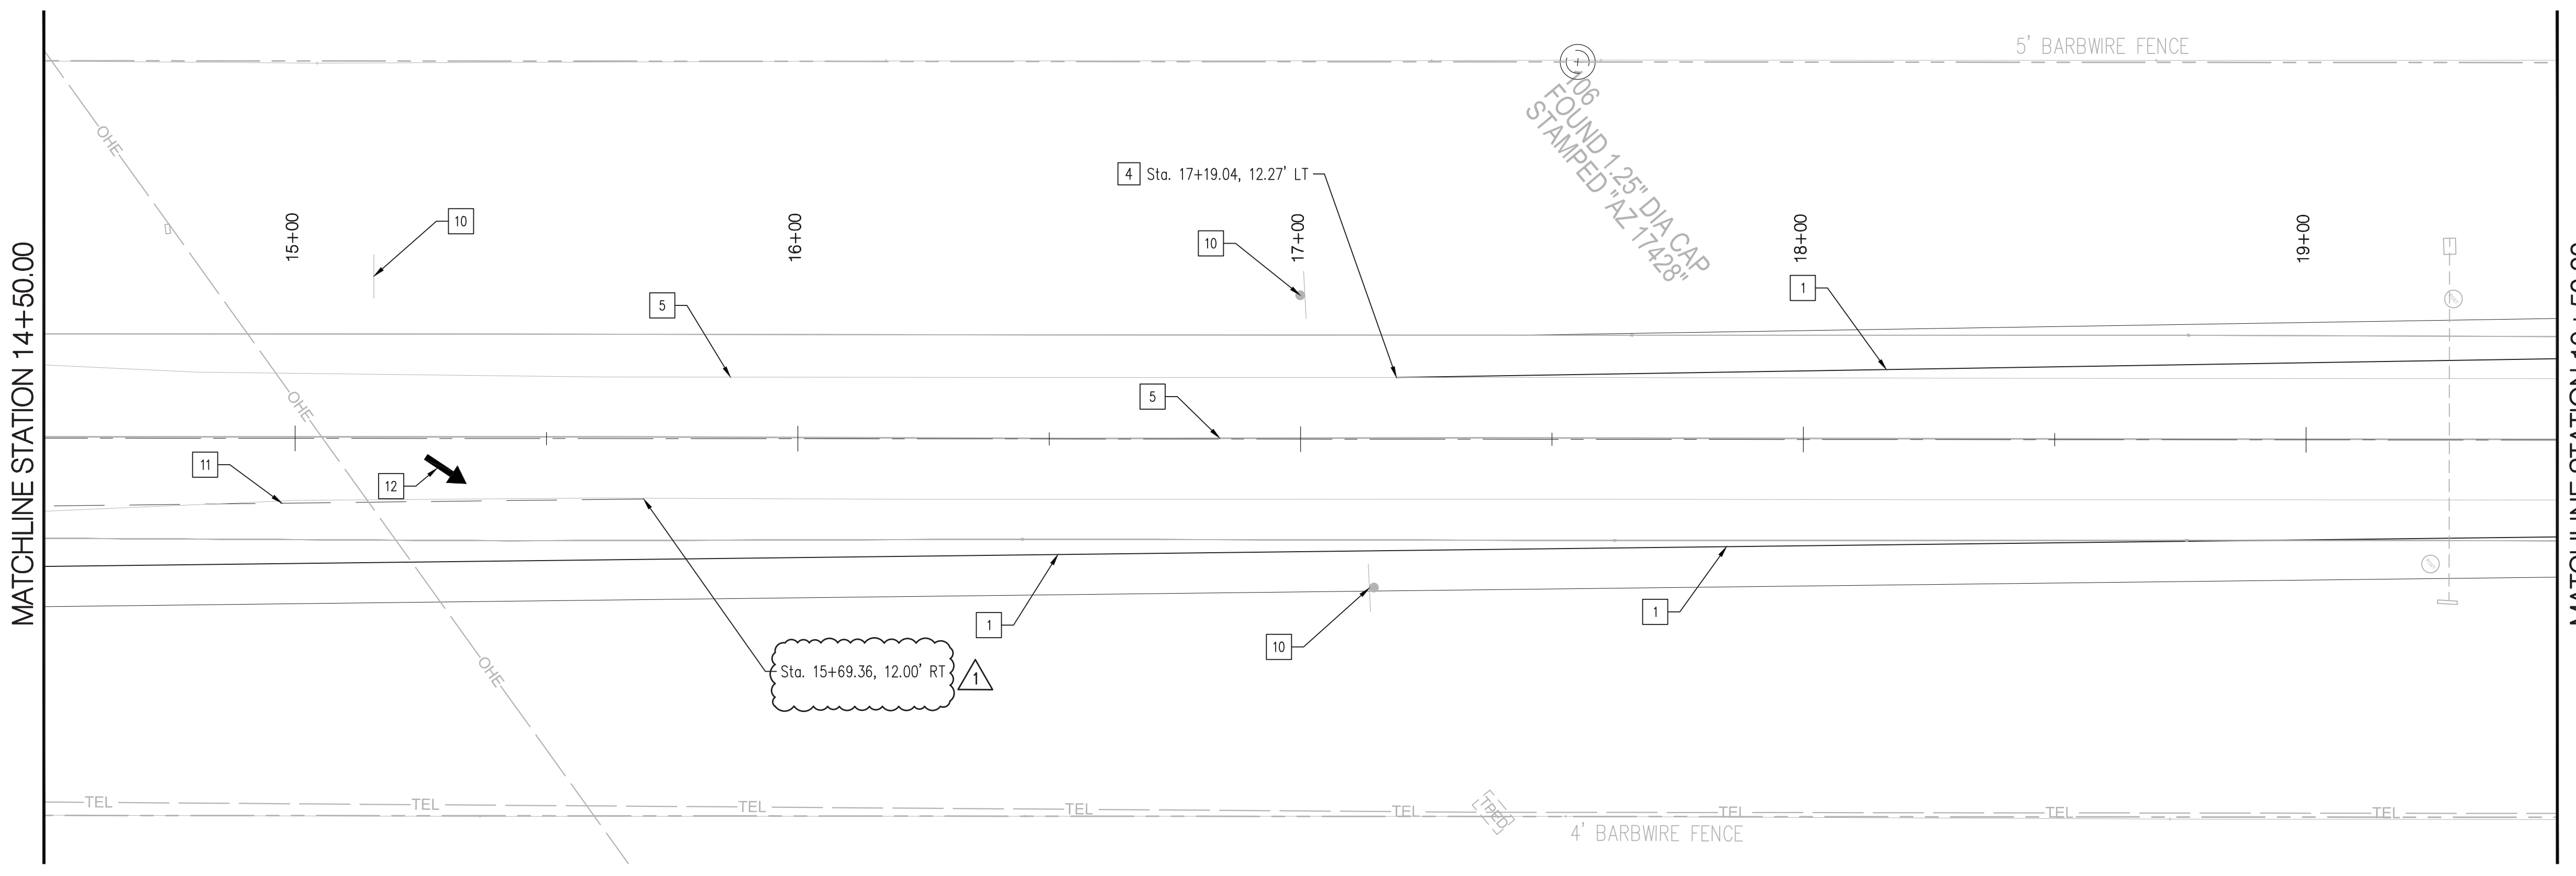 MATCHLINE STATION 14+50.00
5' BARBWIRE FENCE
106
FOUND 1.25" DIA CAP
STAMPED "AZ 17428"
OHE
4 Sta. 17+19.04, 12.27' LT
10
15+00
16+00
10
17+00
18+00
19+00
1
5
5
OHE
11
12
1
1
10
OHE
Sta. 15+69.36, 12.00' RT
1
TEL
TEL
TEL
TEL
TEL
TPED
TEL
TEL
TEL
4' BARBWIRE FENCE